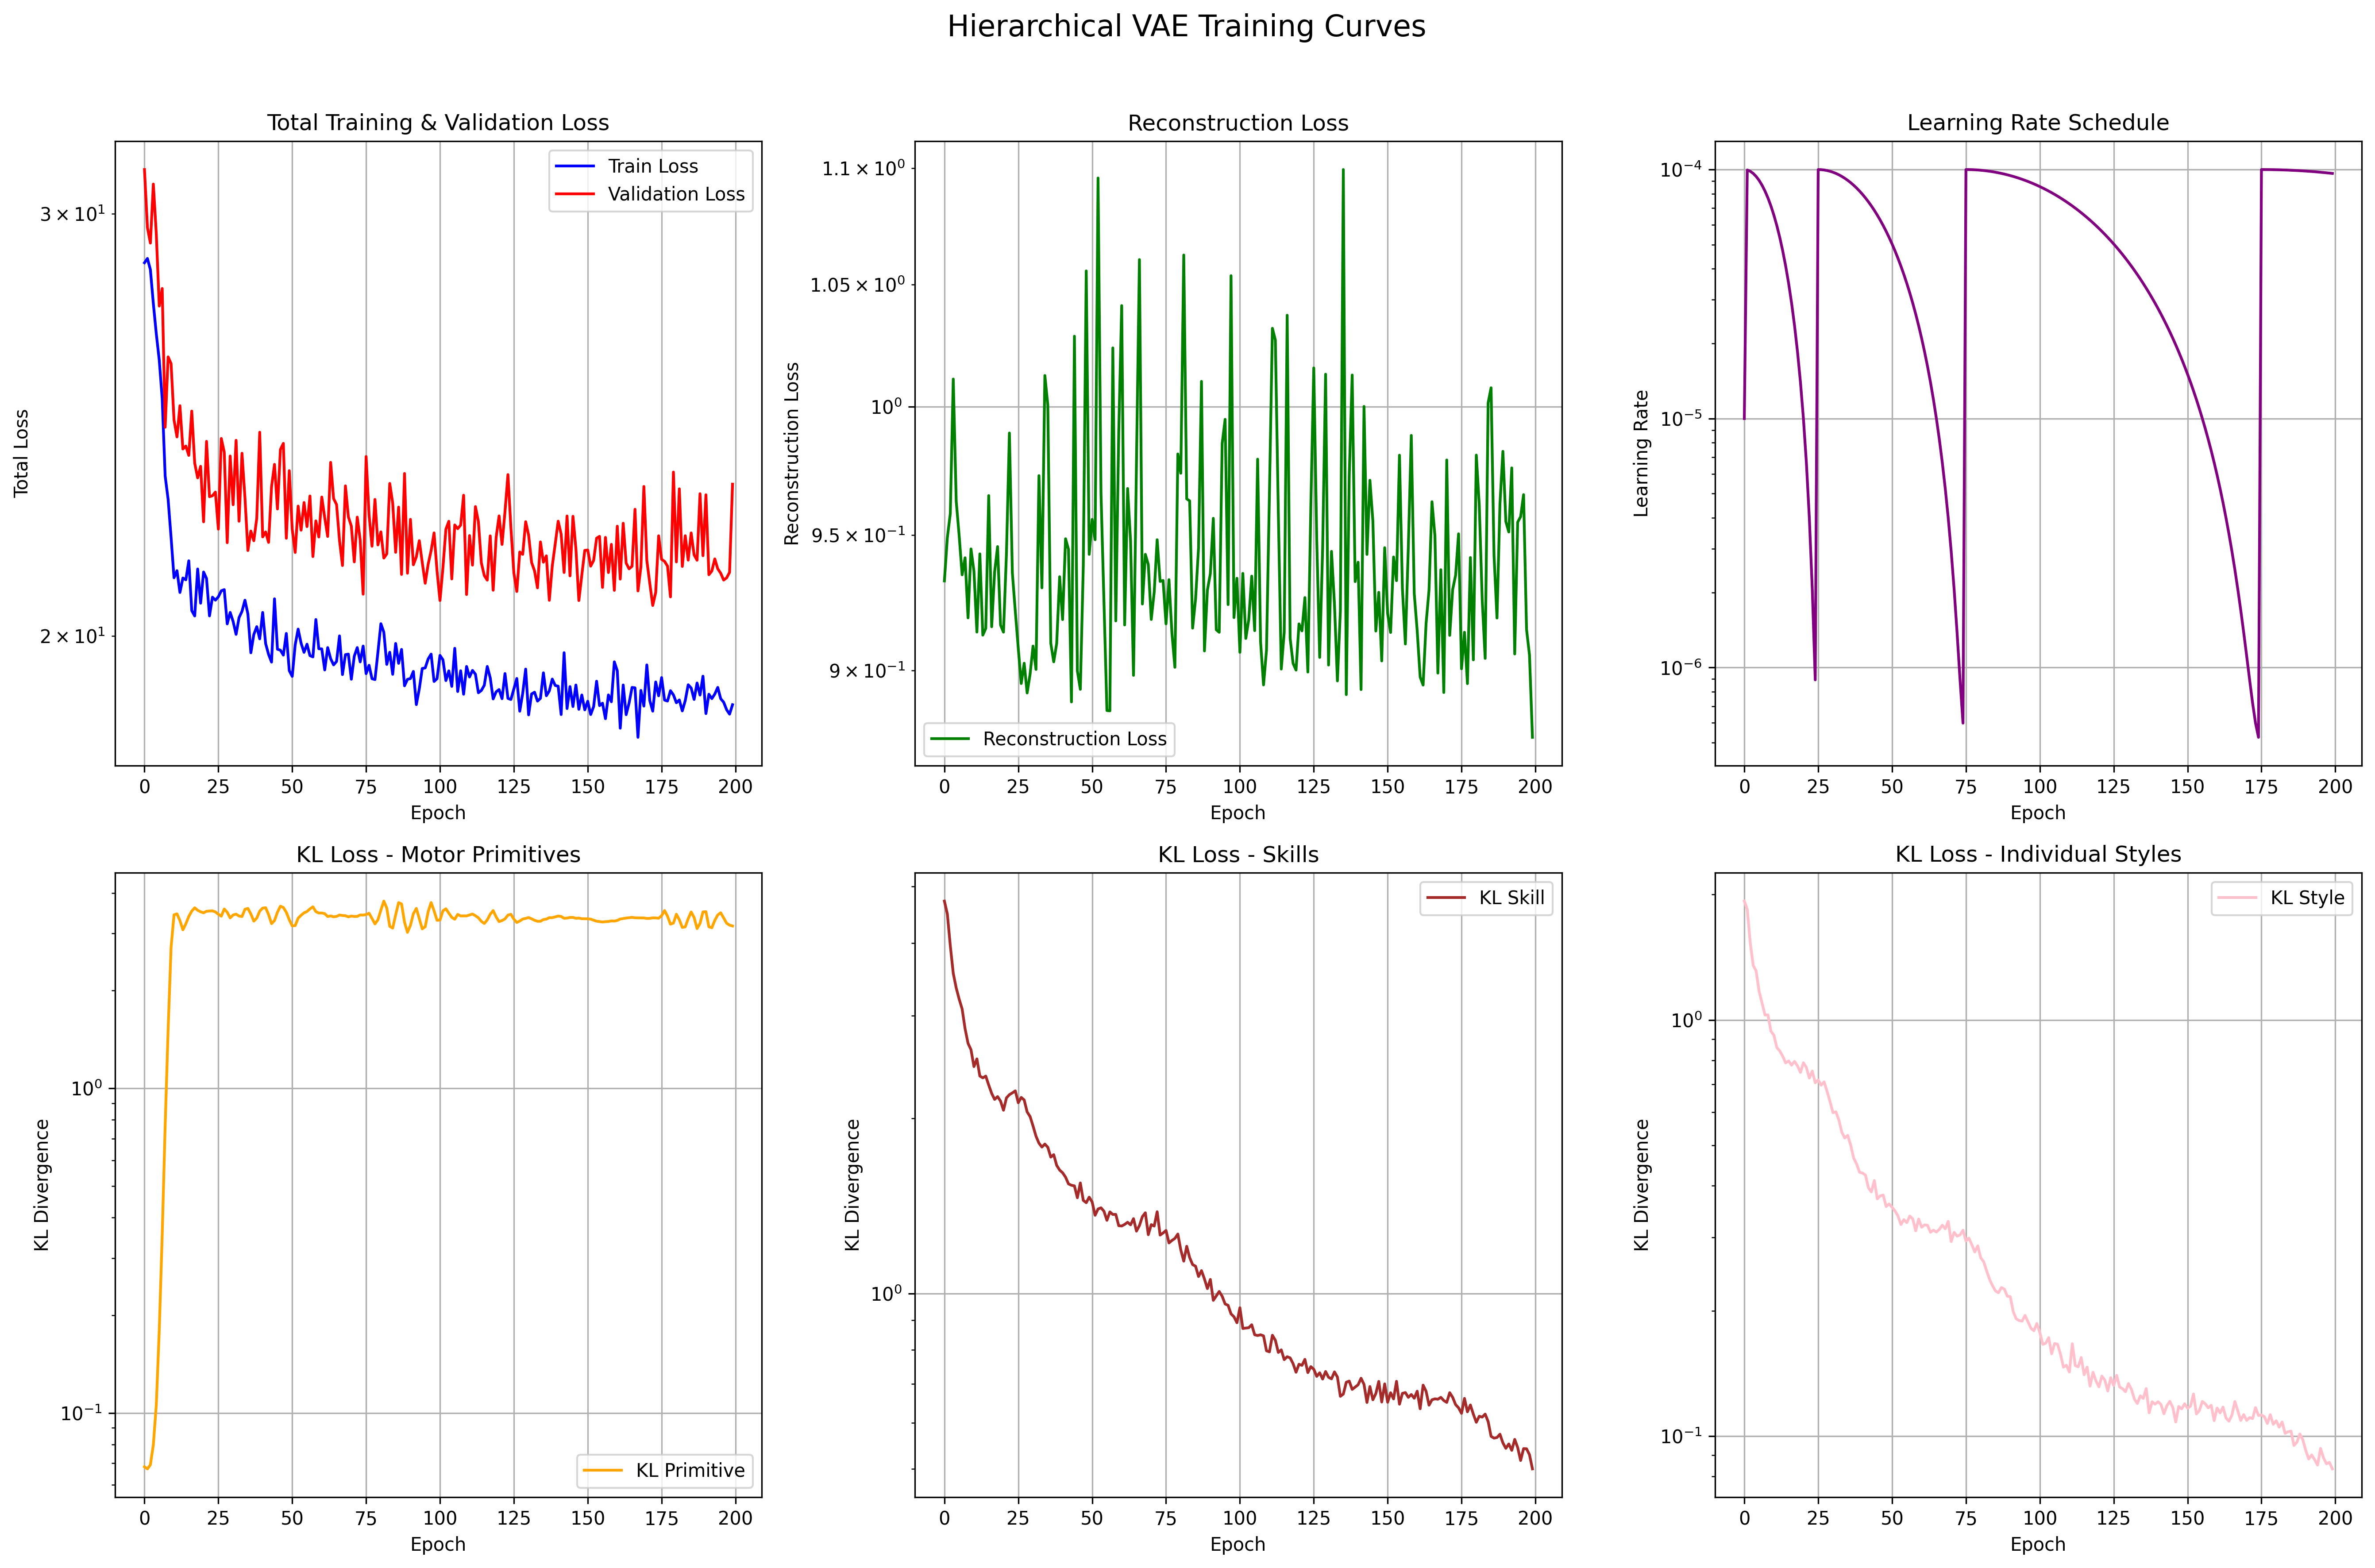 Hierarchical VAE Training Curves
Total Training & Validation Loss
Train Loss
Validation Loss
3 × 10¹
2 × 10¹
Total Loss
0 25 50 75 100 125 150 175 200
Epoch
Reconstruction Loss
1.1 × 10⁰
1.05 × 10⁰
10⁰
9.5 × 10⁻¹
9 × 10⁻¹
Reconstruction Loss
Reconstruction Loss
0 25 50 75 100 125 150 175 200
Epoch
Learning Rate Schedule
10⁻⁴
10⁻⁵
10⁻⁶
Learning Rate
0 25 50 75 100 125 150 175 200
Epoch
KL Loss - Motor Primitives
10⁰
10⁻¹
KL Divergence
KL Primitive
0 25 50 75 100 125 150 175 200
Epoch
KL Loss - Skills
KL Skill
10⁰
KL Divergence
0 25 50 75 100 125 150 175 200
Epoch
KL Loss - Individual Styles
KL Style
10⁰
10⁻¹
KL Divergence
0 25 50 75 100 125 150 175 200
Epoch